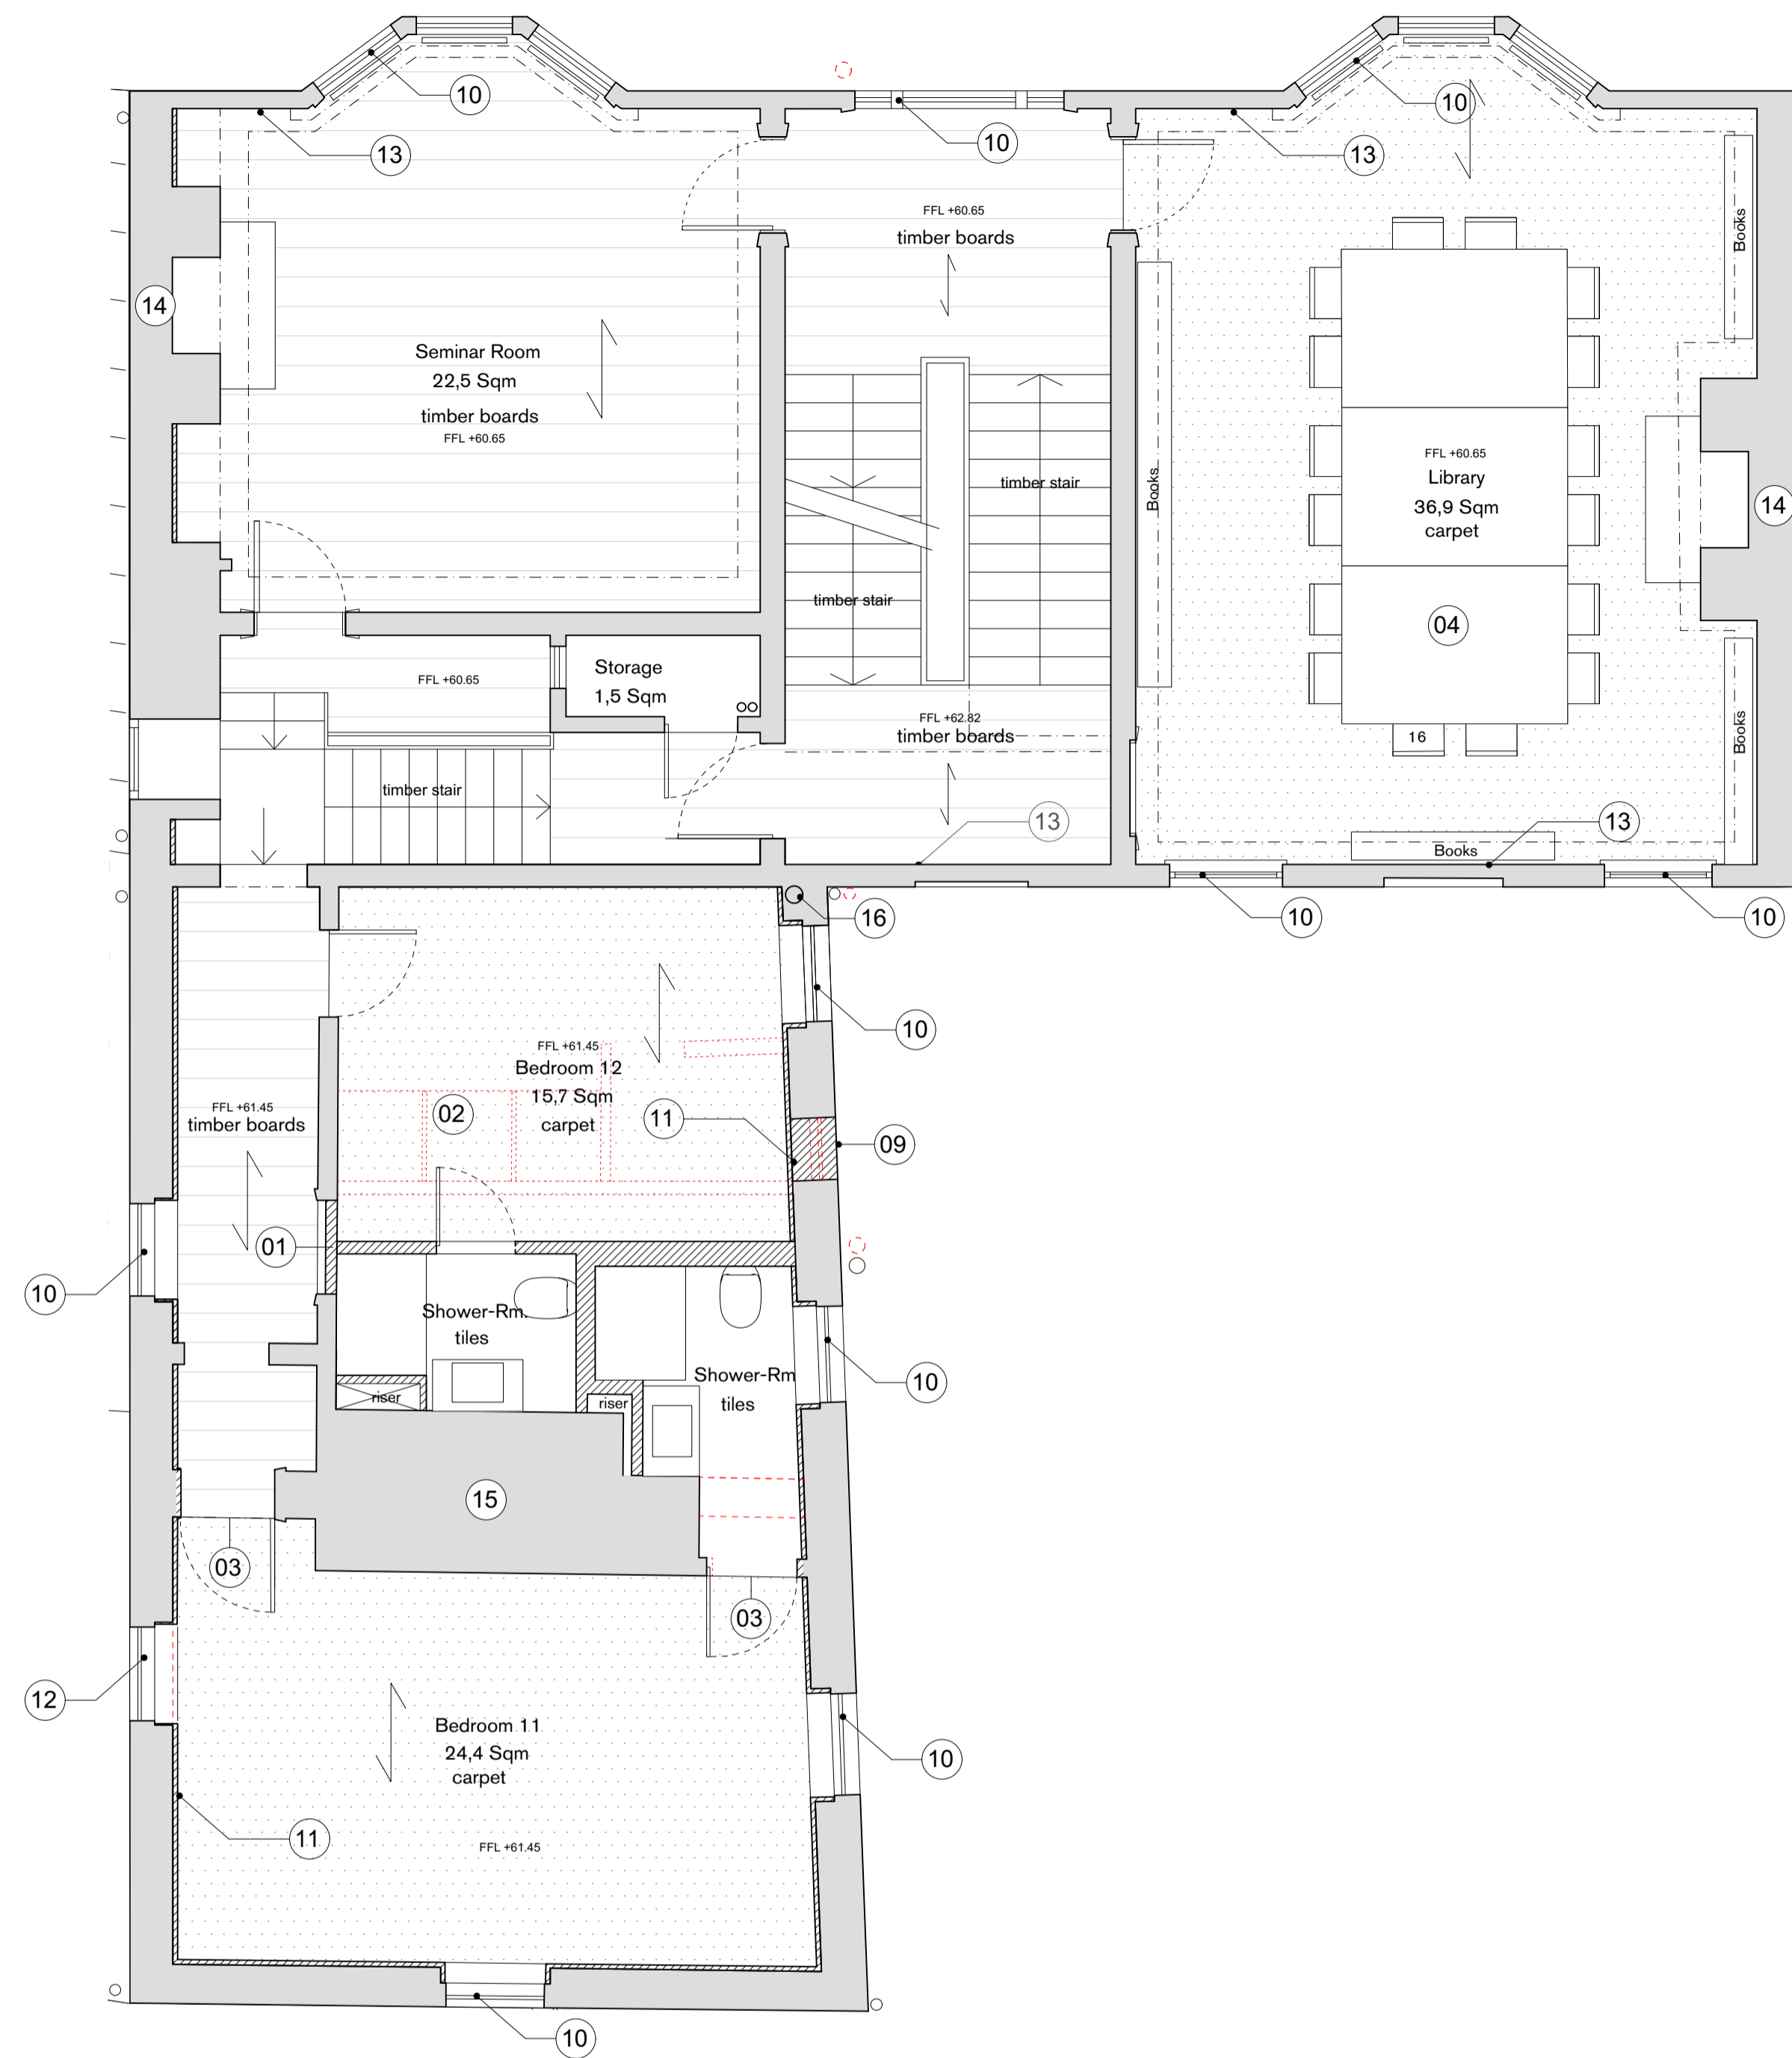 10
10
10
13
13
FFL +60.65
timber boards
Books
14
Seminar Room
22,5 Sqm
timber boards
FFL +60.65
timber stair
Books
FFL +60.65
Library
36,9 Sqm
carpet
14
timber stair
04
Storage
1,5 Sqm
FFL +60.65
FFL +62.82
timber boards
16
Books
timber stair
13
13
Books
16
10
10
10
FFL +61.45
Bedroom 12
15,7 Sqm
carpet
02
11
09
FFL +61.45
timber boards
01
10
Shower-Rm.
tiles
Shower-Rm
tiles
10
riser
riser
15
03
03
12
Bedroom 11
24,4 Sqm
carpet
10
11
FFL +61.45
10